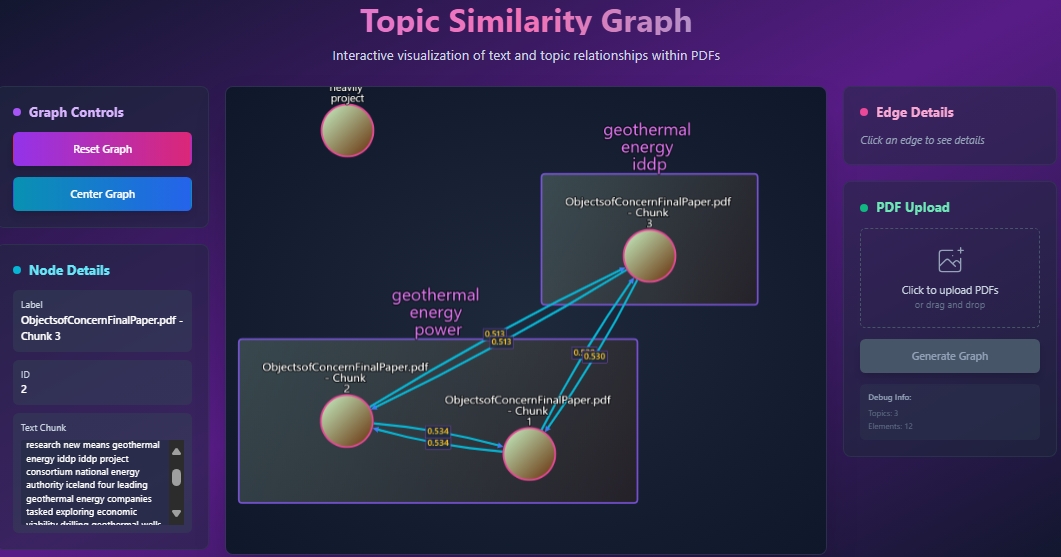 Topic Similarity Graph
Interactive visualization of text and topic relationships within PDFs
Graph Controls
Reset Graph
Center Graph
Node Details
Label
ObjectsofConcernFinalPaper.pdf -
Chunk 3
ID
2
Text Chunk
research new means geothermal
energy iddp iddp project
consortium national energy
authority iceland four leading
geothermal energy companies
tasked exploring economic
viability drilling geothermal wells
heavily
project
geothermal
energy
iddp
ObjectsofConcernFinalPaper.pdf
- Chunk
3
geothermal
energy
power
0.513
0.513
0.530
ObjectsofConcernFinalPaper.pdf
- Chunk
2
ObjectsofConcernFinalPaper.pdf
- Chunk
1
0.534
0.534
Edge Details
Click an edge to see details
PDF Upload
Click to upload PDFs
or drag and drop
Generate Graph
Debug Info:
Topics: 3
Elements: 12